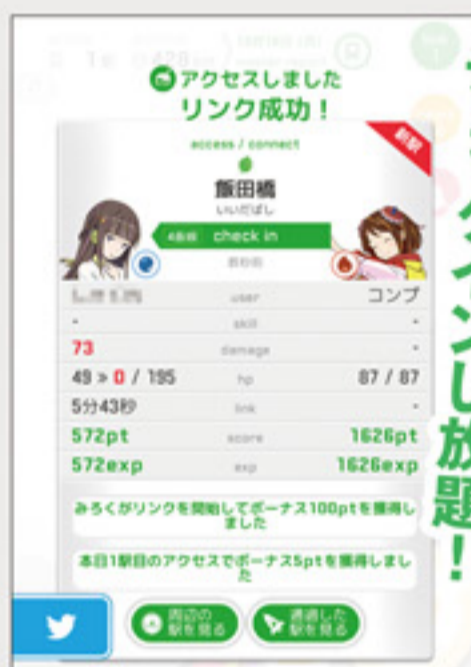 アクセスしました
リンク成功！
access / connect
新駅
飯田橋
いいだばし
check in
数秒前
user コンプ
- skill -
73 damage -
49 » 0 / 195 hp 87 / 87
5分43秒 link -
572pt score 1626pt
572exp exp 1626exp
みろくがリンクを開始してボーナス100ptを獲得し
ました
本日1駅目のアクセスでボーナス5ptを獲得しまし
た
周辺の
駅を見る
通過した
駅を見る
し放題！